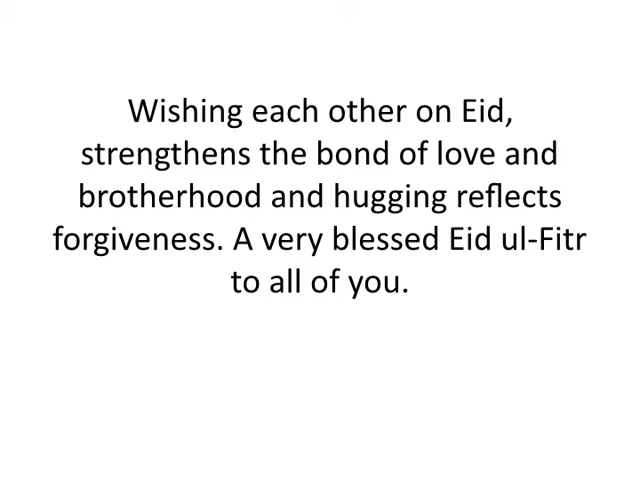 Wishing each other on Eid,
strengthens the bond of love and
brotherhood and hugging reflects
forgiveness. A very blessed Eid ul-Fitr
to all of you.